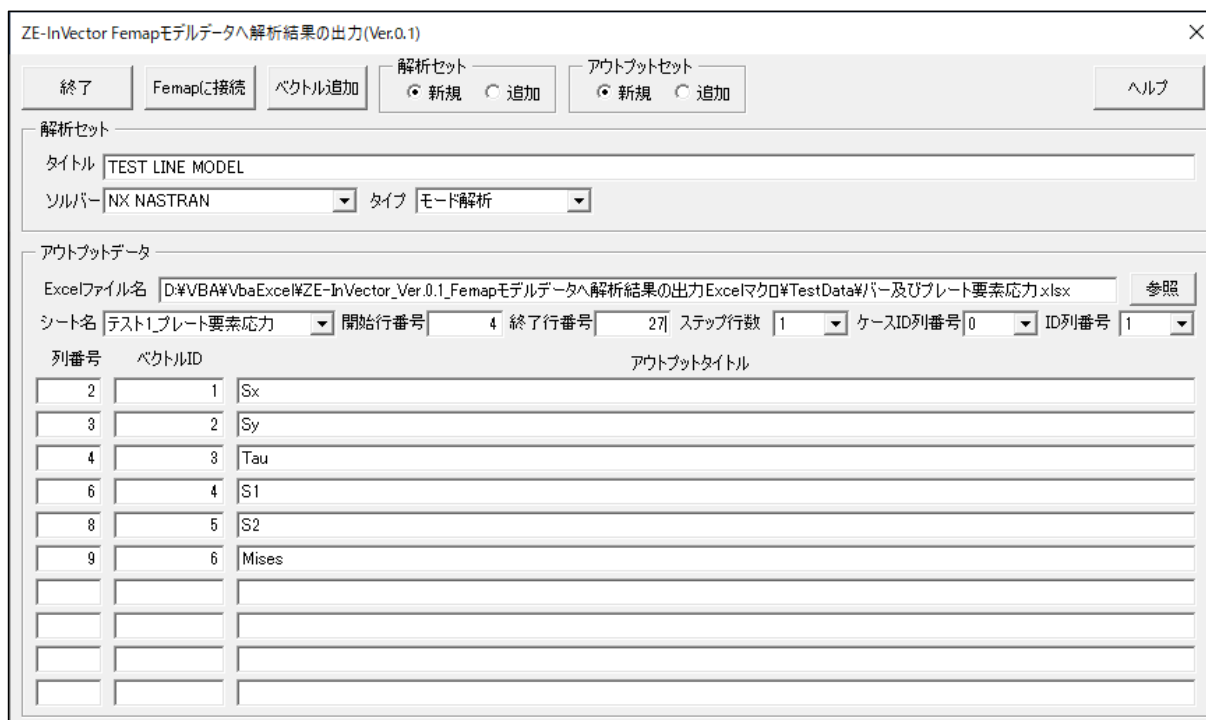 ZE-InVector Femapモデルデータへ解析結果の出力(Ver.0.1)
終了 Femapに接続 ベクトル追加 解析セット 新規 追加 アウトプットセット 新規 追加 ヘルプ
解析セット
タイトル TEST LINE MODEL
ソルバー NX NASTRAN タイプ モード解析
アウトプットデータ
Excelファイル名 D:¥VBA¥VbaExcel¥ZE-InVector_Ver.0.1_Femapモデルデータへ解析結果の出力Excelマクロ¥TestData¥バー及びプレート要素応力.xlsx 参照
シート名 テスト1_プレート要素応力 開始行番号 4 終了行番号 27 ステップ行数 1 ケースID列番号 0 ID列番号 1
列番号 ベクトルID アウトプットタイトル
2 1 Sx
3 2 Sy
4 3 Tau
6 4 S1
8 5 S2
9 6 Mises